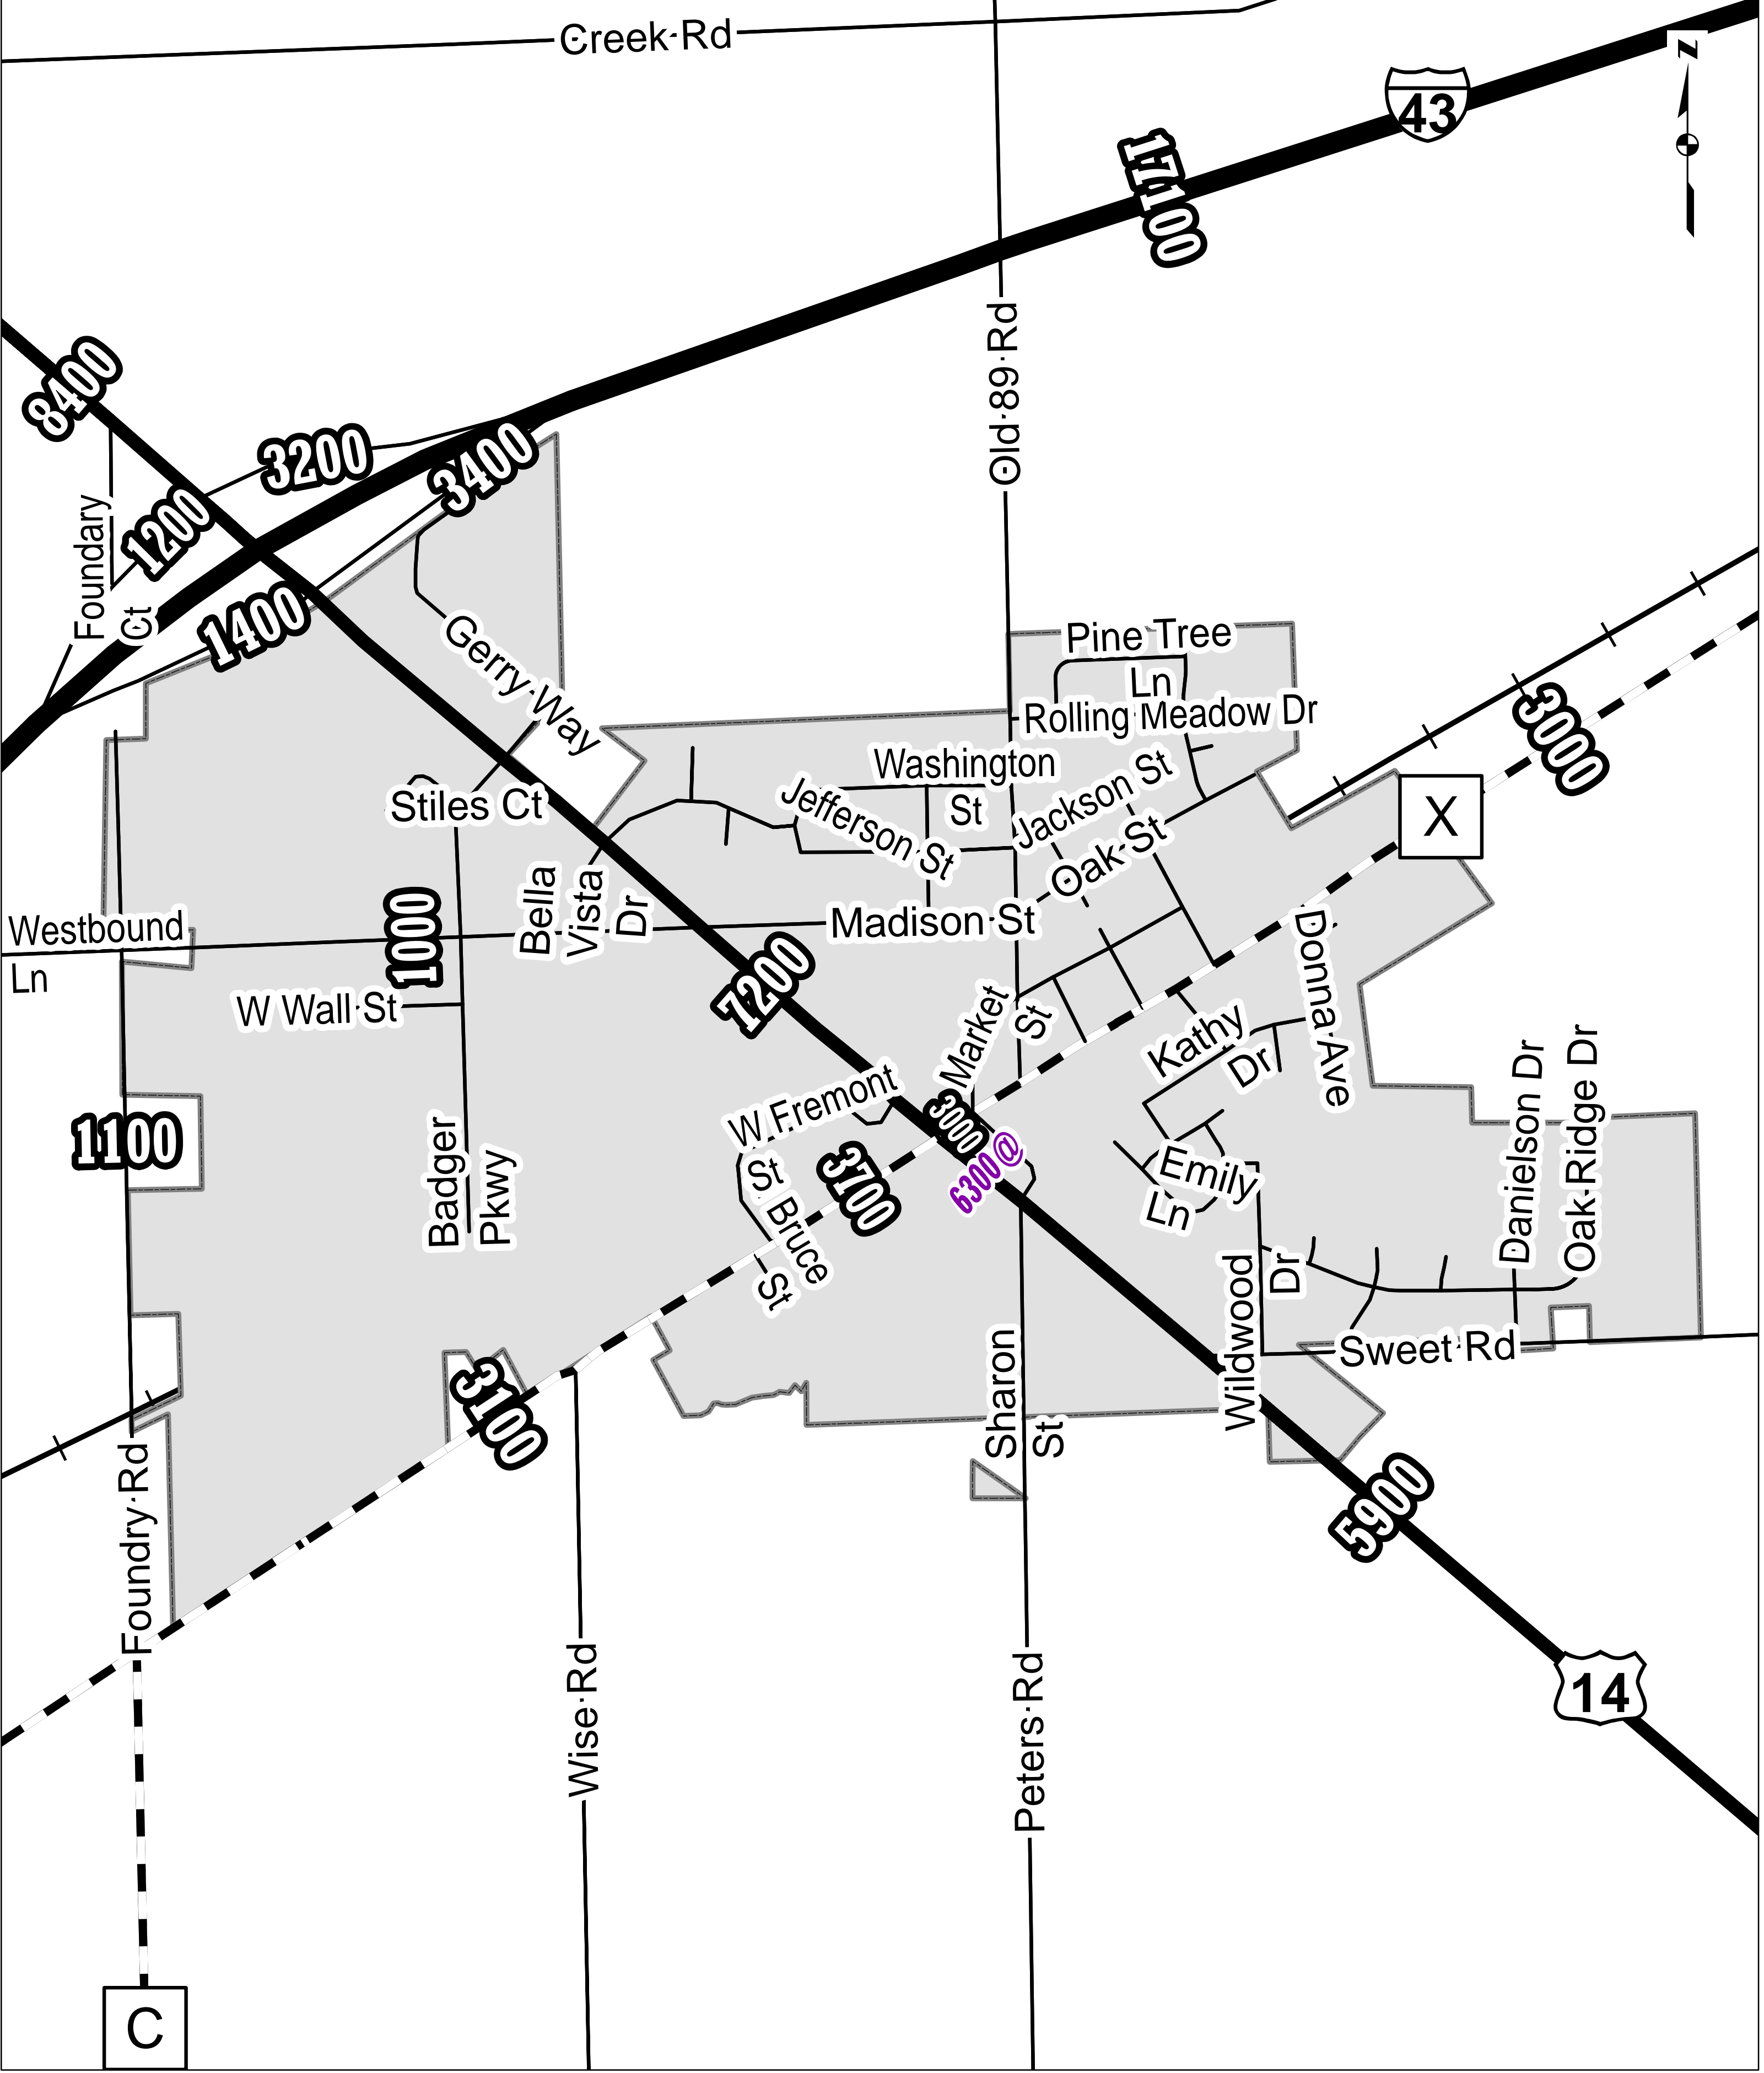 Creek Rd
N
43
17100
Old 89 Rd
8400
3200
3400
1200
Foundary
Ct
1400
Gerry Way
Pine Tree
Ln
Rolling Meadow Dr
3000
Washington
St
Jackson St
Jefferson St
Stiles Ct
X
Oak St
Bella
Vista
Dr
Westbound
Ln
1000
Madison St
Donna Ave
7200
W Wall St
Market
St
Kathy
Dr
W Fremont
St
3000
6300@
1100
3700
Emily
Ln
Danielson Dr
Oak Ridge Dr
Badger
Pkwy
Bruce
St
Wildwood
Dr
Sweet Rd
Sharon
St
3100
Foundry Rd
5900
Wise Rd
Peters Rd
14
C